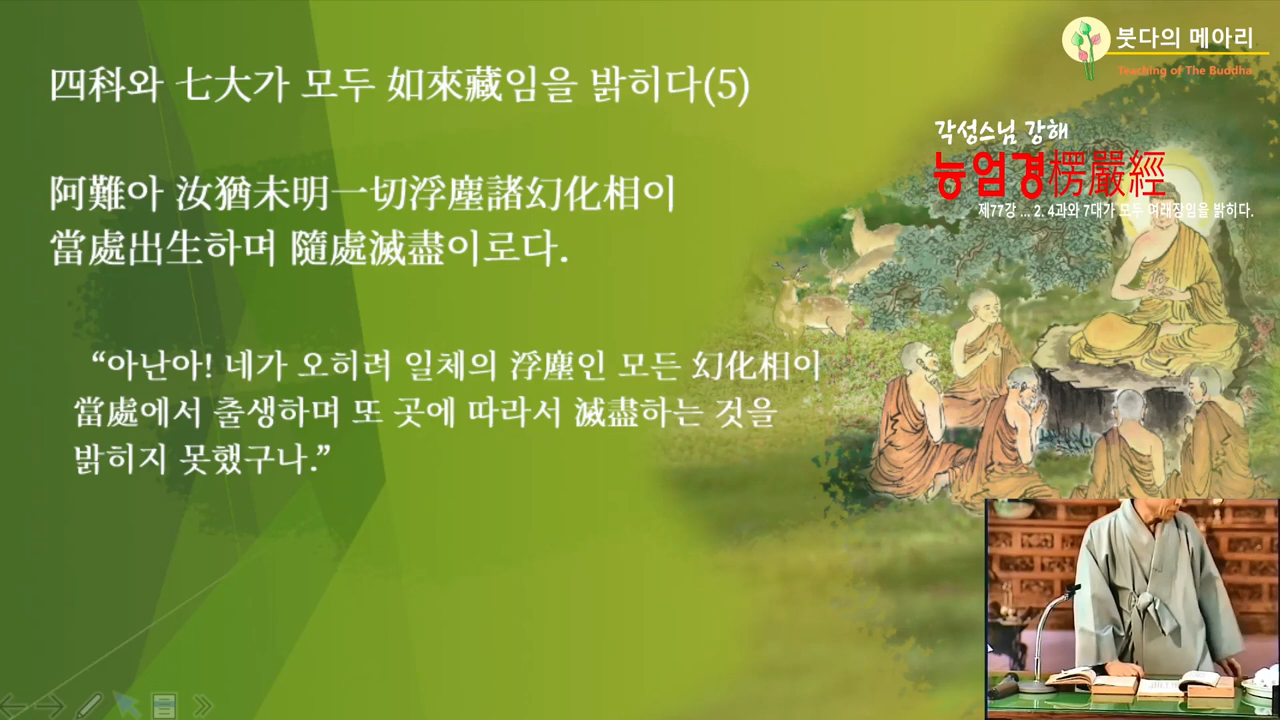 四科와 七大가 모두 如來藏임을 밝히다(5)
阿難아 汝猶未明一切浮塵諸幻化相이
當處出生하며 隨處滅盡이로다.
“아난아! 네가 오히려 일체의 浮塵인 모든 幻化相이
當處에서 출생하며 또 곳에 따라서 滅盡하는 것을
밝히지 못했구나.”
붓다의 메아리
Teaching of The Buddha
각성스님 강해
능엄경楞嚴經
제77강 ... 2. 4과와 7대가 모두 여래장임을 밝히다.